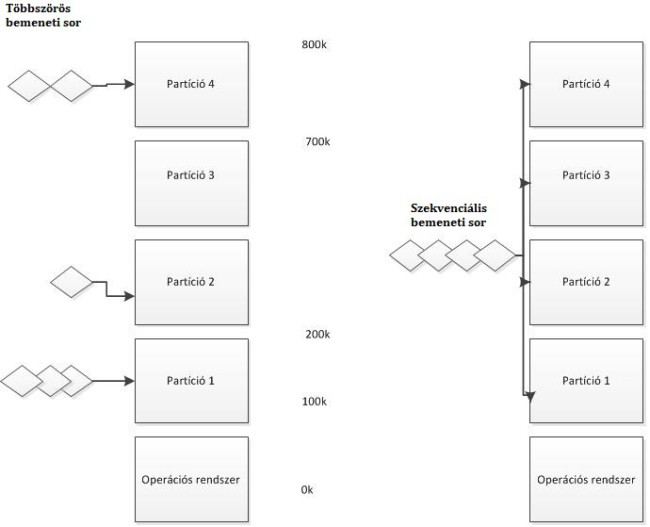 Többszörös
bemeneti sor
Partíció 4
Partíció 3
Partíció 2
Partíció 1
Operációs rendszer
800k
700k
200k
100k
0k
Szekvenciális
bemeneti sor
Partíció 4
Partíció 3
Partíció 2
Partíció 1
Operációs rendszer